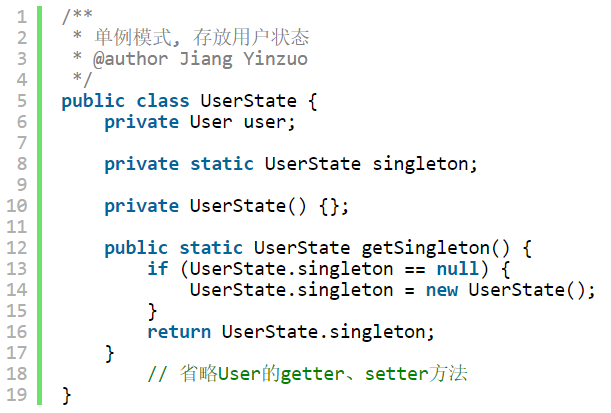 1 /**
2  * 单例模式, 存放用户状态
3  * @author Jiang Yinzuo
4  */
5 public class UserState {
6     private User user;
7
8     private static UserState singleton;
9
10     private UserState() {};
11
12     public static UserState getSingleton() {
13         if (UserState.singleton == null) {
14             UserState.singleton = new UserState();
15         }
16         return UserState.singleton;
17     }
18         // 省略User的getter、setter方法
19 }